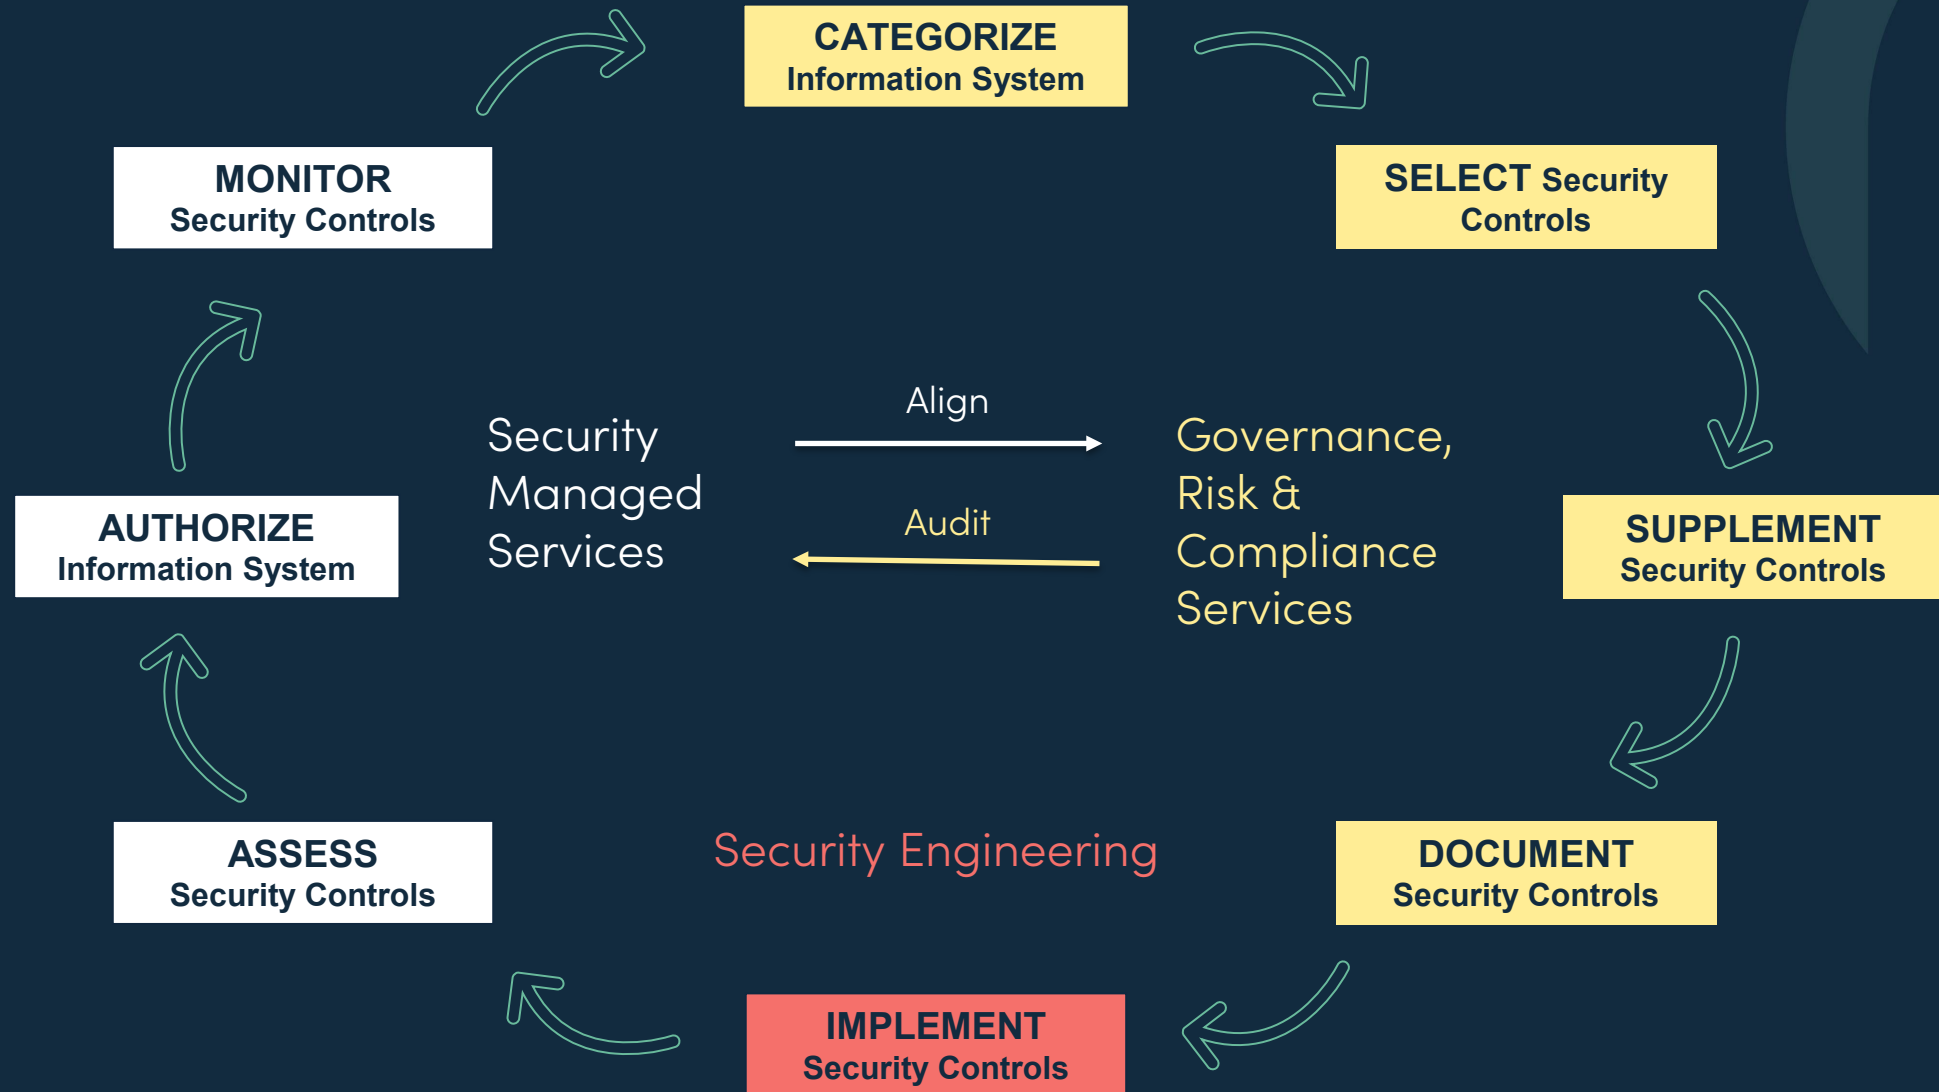 CATEGORIZE
Information System
MONITOR
Security Controls
SELECT Security
Controls
Align
Security
Managed
Services
Governance,
Risk &
Compliance
Services
Audit
AUTHORIZE
Information System
SUPPLEMENT
Security Controls
ASSESS
Security Controls
Security Engineering
DOCUMENT
Security Controls
IMPLEMENT
Security Controls